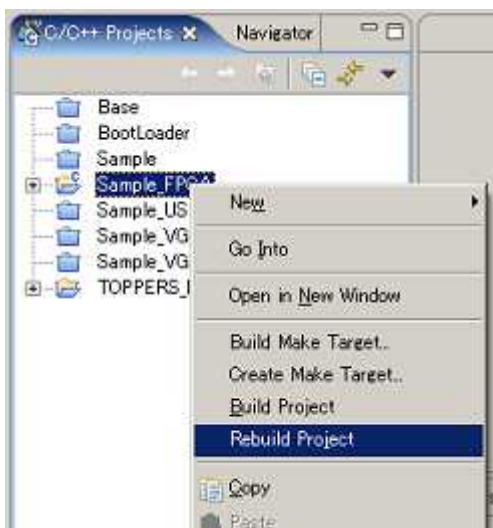 C/C++ Projects
Navigator
Base
BootLoader
Sample
Sample_FPGA
Sample_US
Sample_VG
Sample_VG
TOPPERS_
New
Go Into
Open in New Window
Build Make Target..
Create Make Target..
Build Project
Rebuild Project
Copy
Paste